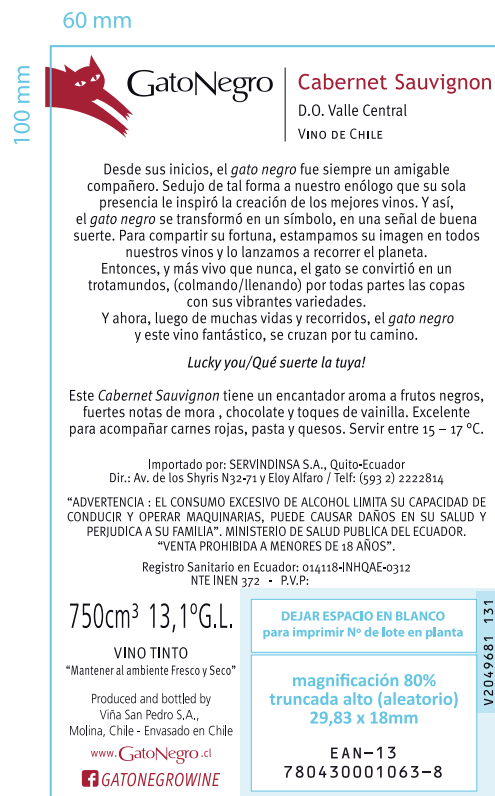 60 mm
100 mm
GatoNegro
Cabernet Sauvignon
D.O. Valle Central
VINO DE CHILE
Desde sus inicios, el gato negro fue siempre un amigable
compañero. Sedujo de tal forma a nuestro enólogo que su sola
presencia le inspiró la creación de los mejores vinos. Y así,
el gato negro se transformó en un símbolo, en una señal de buena
suerte. Para compartir su fortuna, estampamos su imagen en todos
nuestros vinos y lo lanzamos a recorrer el planeta.
Entonces, y más vivo que nunca, el gato se convirtió en un
trotamundos, (colmando/llenando) por todas partes las copas
con sus vibrantes variedades.
Y ahora, luego de muchas vidas y recorridos, el gato negro
y este vino fantástico, se cruzan por tu camino.
Lucky you/Qué suerte la tuya!
Este Cabernet Sauvignon tiene un encantador aroma a frutos negros,
fuertes notas de mora , chocolate y toques de vainilla. Excelente
para acompañar carnes rojas, pasta y quesos. Servir entre 15 – 17 °C.
Importado por: SERVINDINSA S.A., Quito-Ecuador
Dir.: Av. de los Shyris N32-71 y Eloy Alfaro / Telf: (593 2) 2222814
“ADVERTENCIA : EL CONSUMO EXCESIVO DE ALCOHOL LIMITA SU CAPACIDAD DE
CONDUCIR Y OPERAR MAQUINARIAS, PUEDE CAUSAR DAÑOS EN SU SALUD Y
PERJUDICA A SU FAMILIA”. MINISTERIO DE SALUD PUBLICA DEL ECUADOR.
“VENTA PROHIBIDA A MENORES DE 18 AÑOS”.
Registro Sanitario en Ecuador: 014118-INHQAE-0312
NTE INEN 372 - P.V.P:
750cm³ 13,1°G.L.
VINO TINTO
“Mantener al ambiente Fresco y Seco”
Produced and bottled by
Viña San Pedro S.A.,
Molina, Chile - Envasado en Chile
www.GatoNegro.cl
GATONEGROWINE
DEJAR ESPACIO EN BLANCO
para imprimir Nº de lote en planta
magnificación 80%
truncada alto (aleatorio)
29,83 x 18mm
EAN-13
780430001063-8
V2049681 131